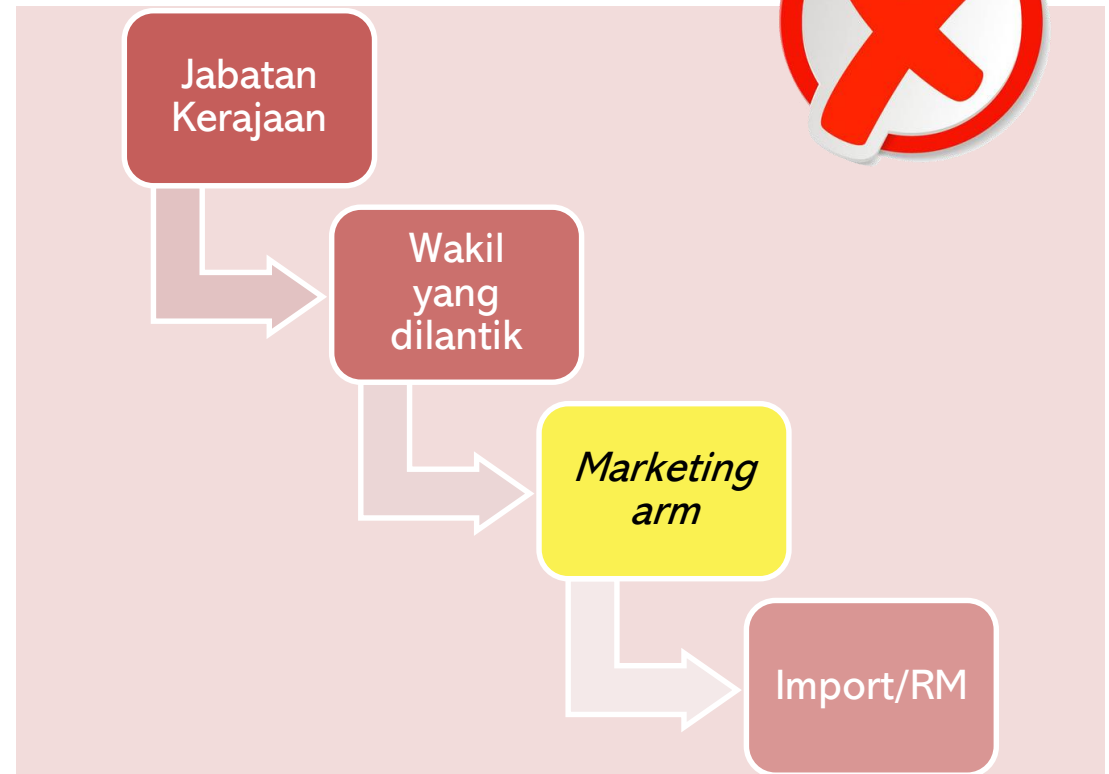 Jabatan
Kerajaan
Wakil
yang
dilantik
Marketing
arm
Import/RM